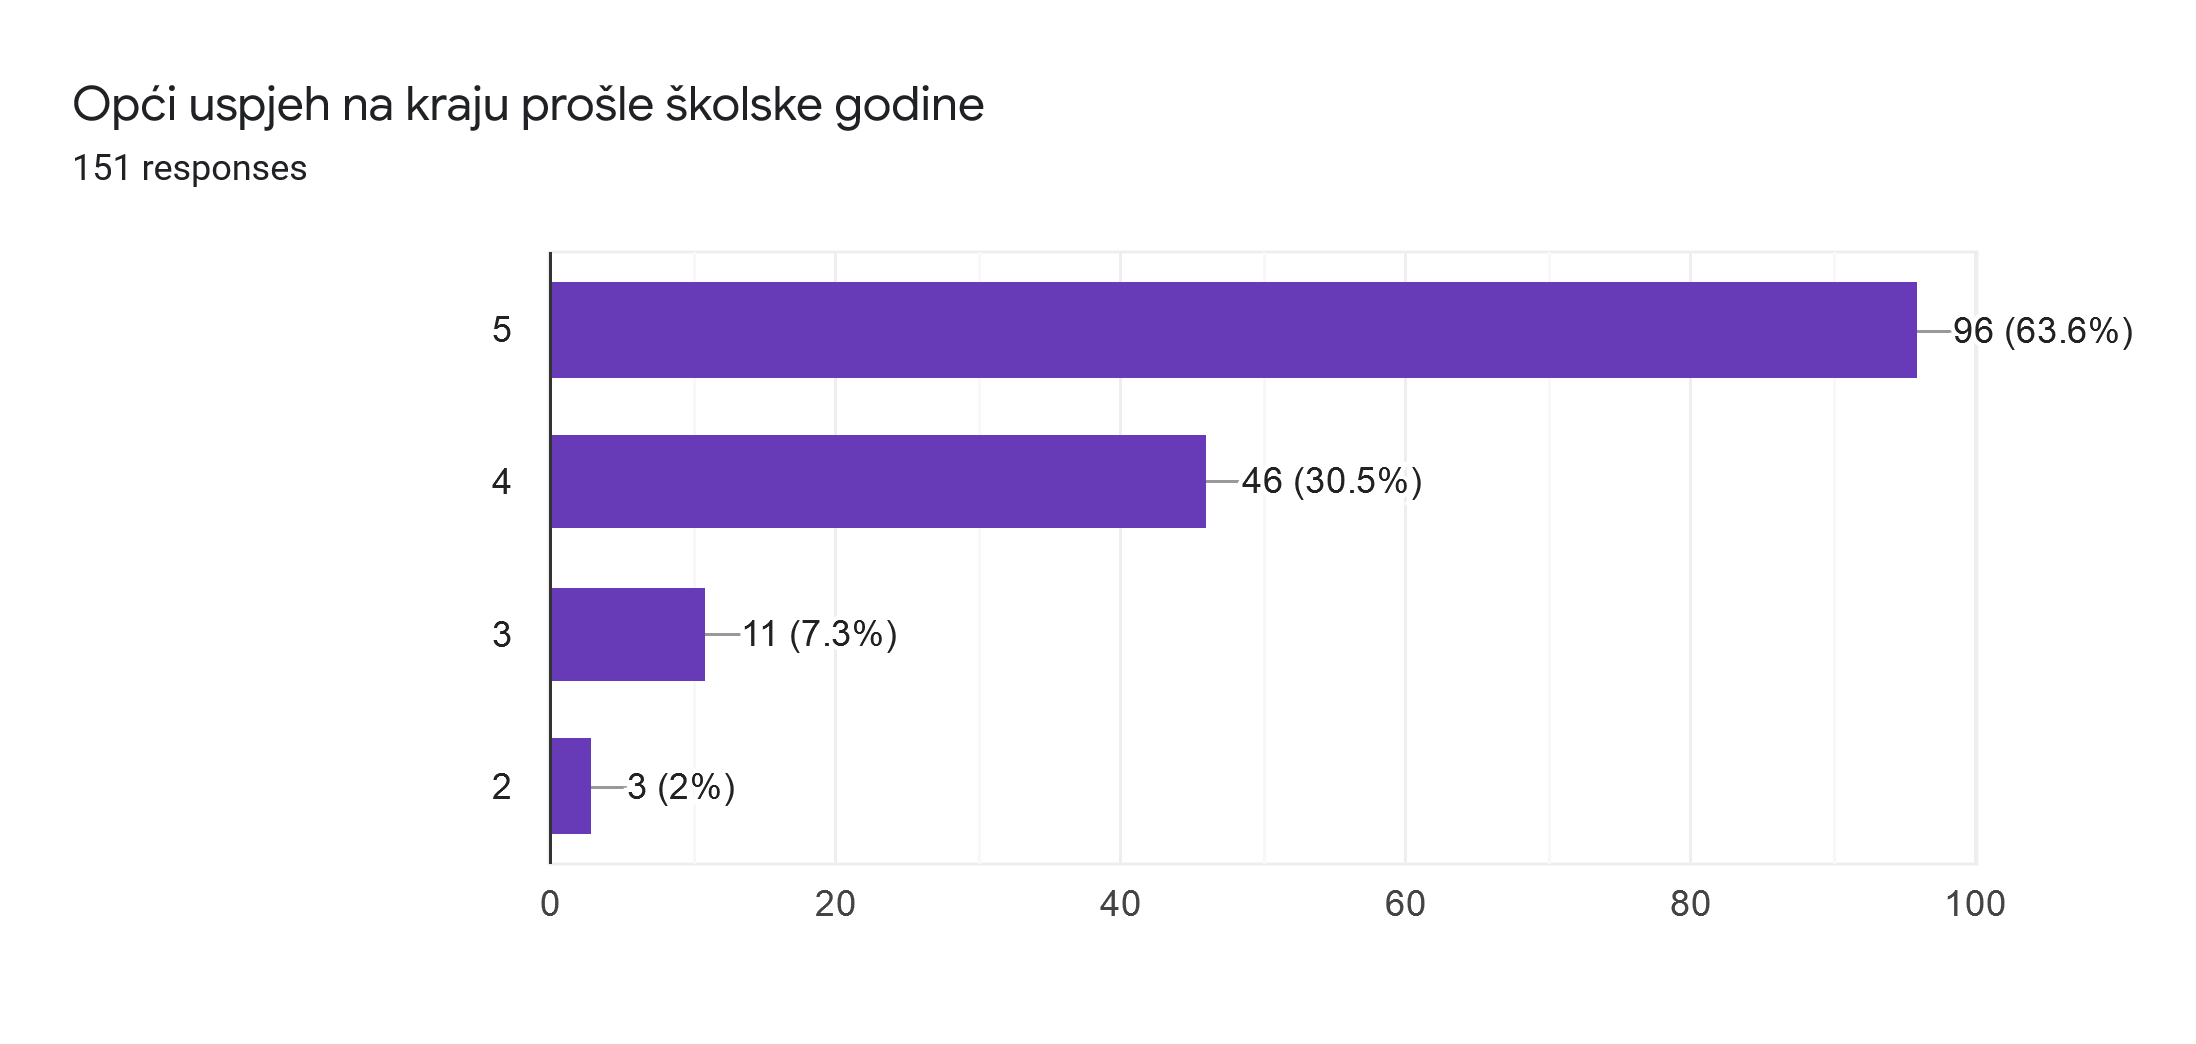 Opći uspjeh na kraju prošle školske godine
151 responses
5 96 (63.6%)
4 46 (30.5%)
3 11 (7.3%)
2 3 (2%)
0 20 40 60 80 100